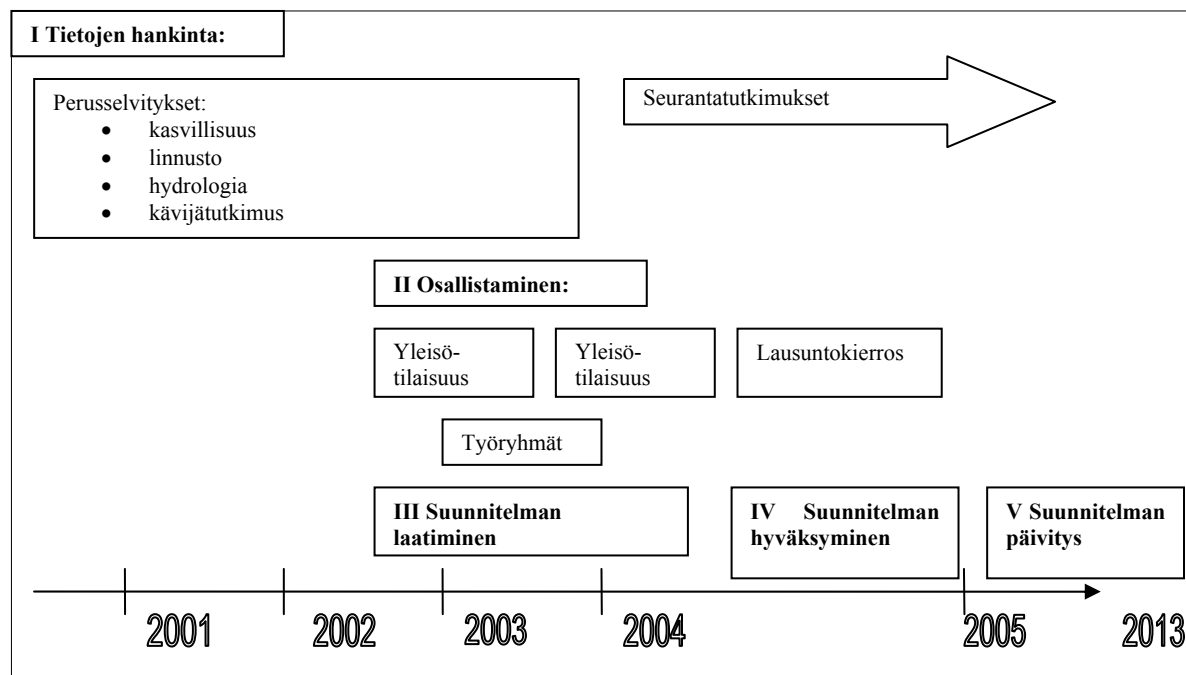 I Tietojen hankinta:
Perusselvitykset:
• kasvillisuus
• linnusto
• hydrologia
• kävijätutkimus
Seurantatutkimukset
II Osallistaminen:
Yleisö-
tilaisuus
Yleisö-
tilaisuus
Lausuntokierros
Työryhmät
III Suunnitelman
laatiminen
IV Suunnitelman
hyväksyminen
V Suunnitelman
päivitys
2001 2002 2003 2004 2005 2013